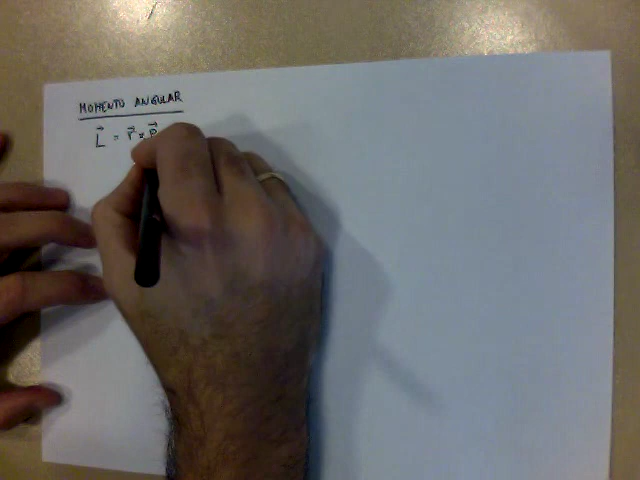 MOMENTO ANGULAR
L⃗ = r⃗ × p⃗